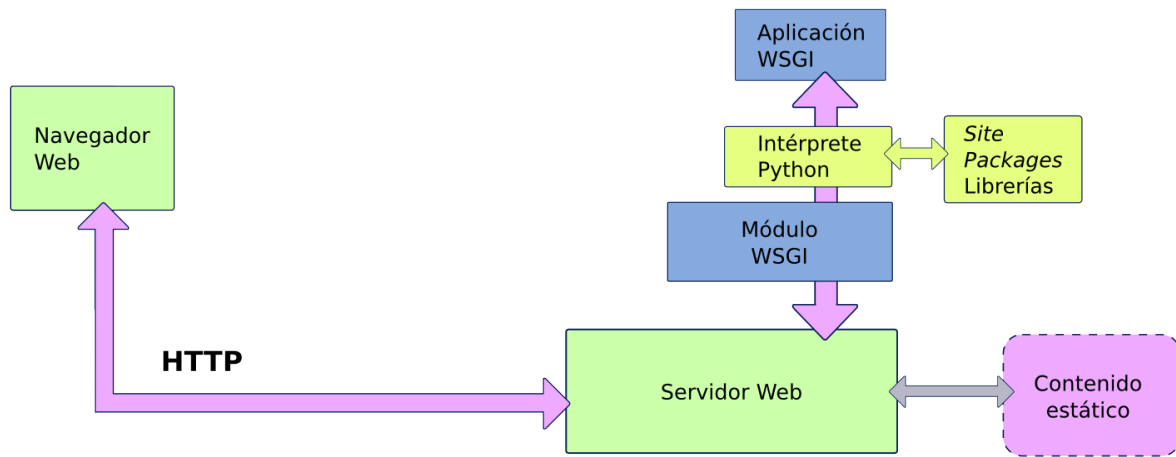 Aplicación
WSGI
Navegador
Web
Intérprete
Python
Site
Packages
Librerías
Módulo
WSGI
HTTP
Servidor Web
Contenido
estático